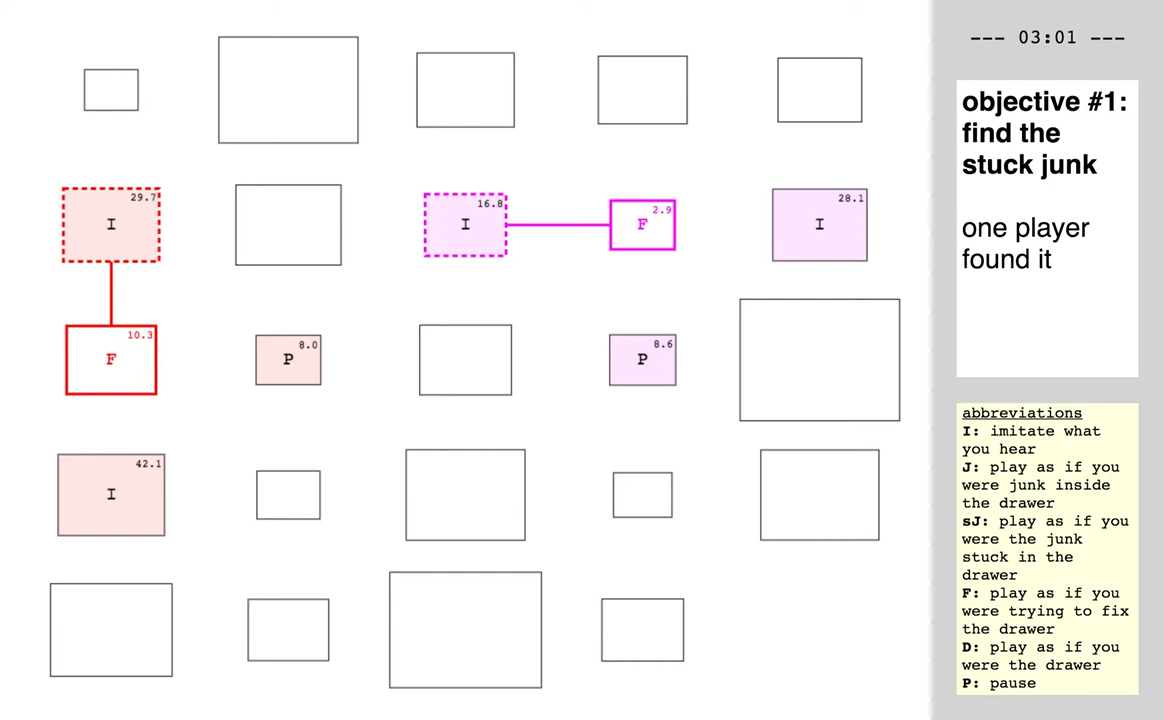 --- 03:01 ---
objective #1:
find the
stuck junk
one player
found it
29.7
I
16.8
I
2.9
F
28.1
I
10.3
F
8.0
P
8.6
P
42.1
I
abbreviations
I: imitate what
you hear
J: play as if you
were junk inside
the drawer
sJ: play as if you
were the junk
stuck in the
drawer
F: play as if you
were trying to fix
the drawer
D: play as if you
were the drawer
P: pause